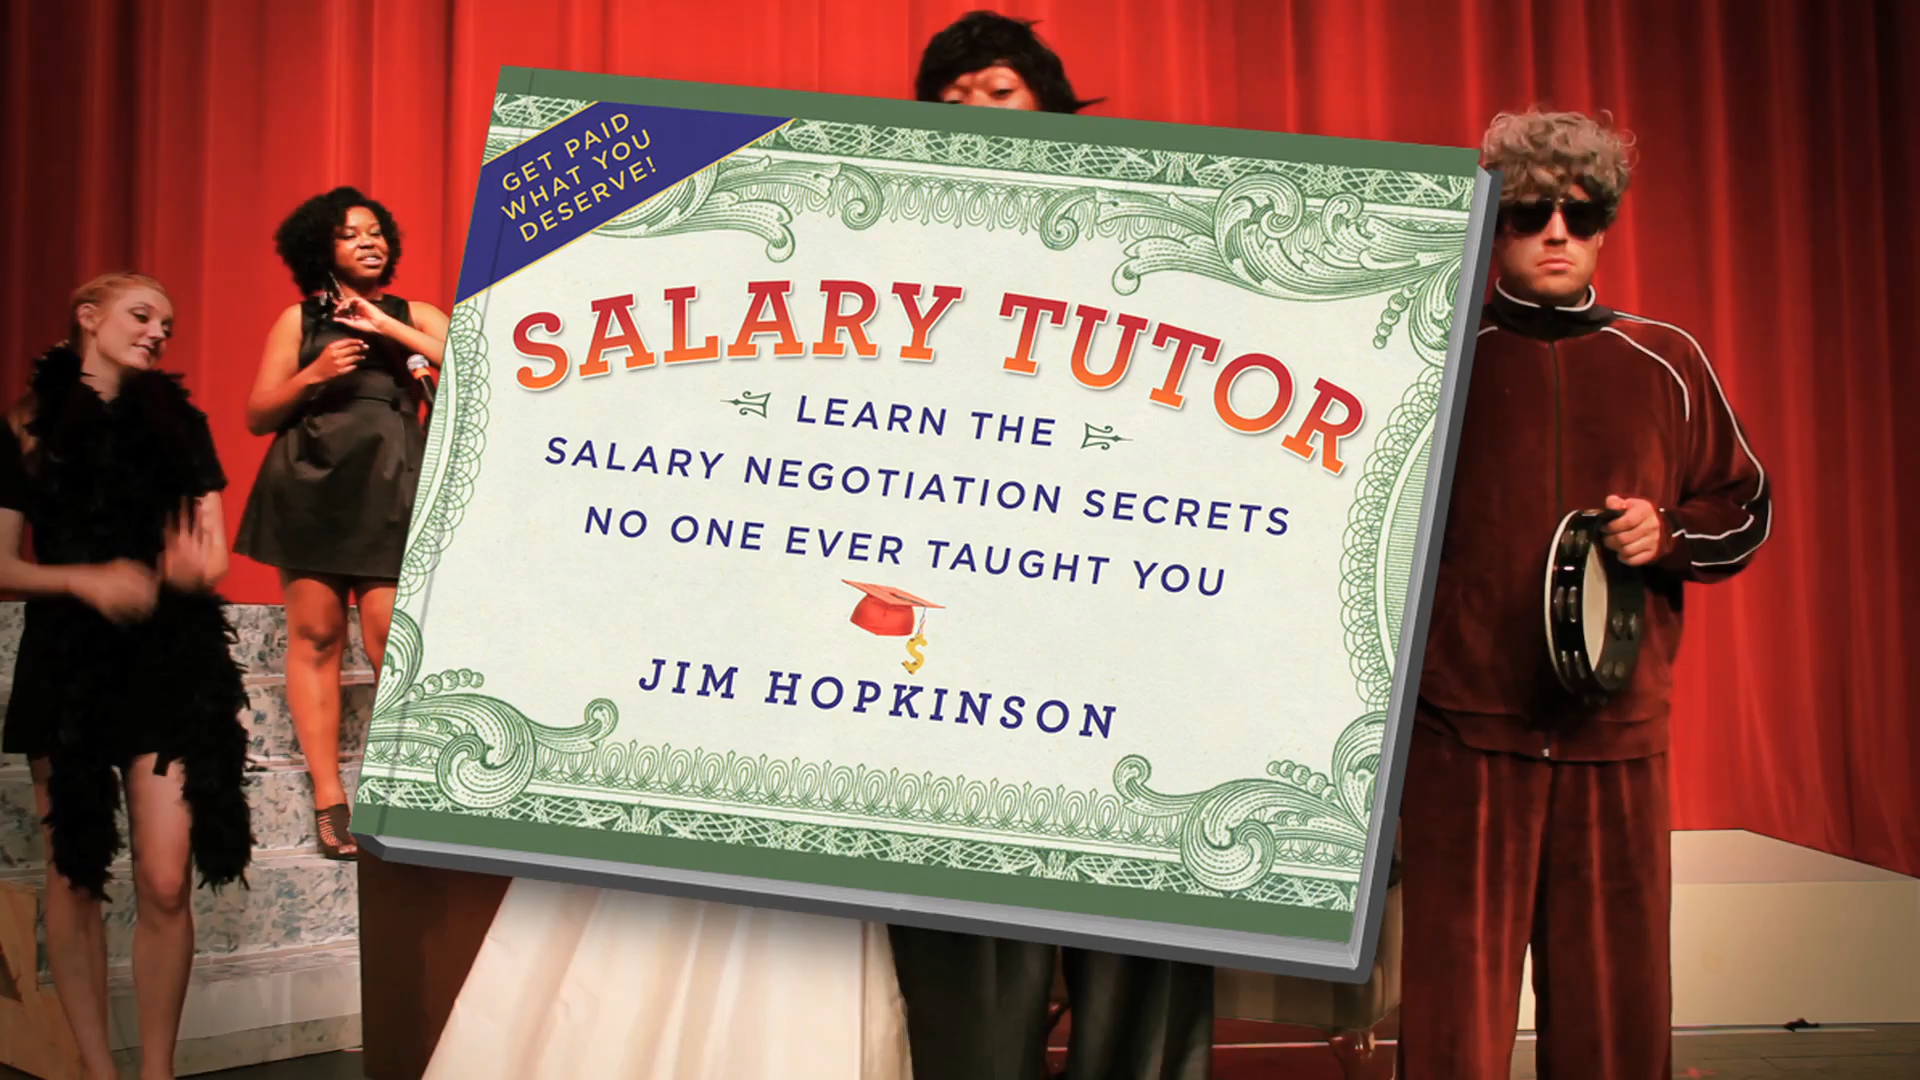 GET PAID
WHAT YOU
DESERVE!
SALARY TUTOR
LEARN THE
SALARY NEGOTIATION SECRETS
NO ONE EVER TAUGHT YOU
JIM HOPKINSON